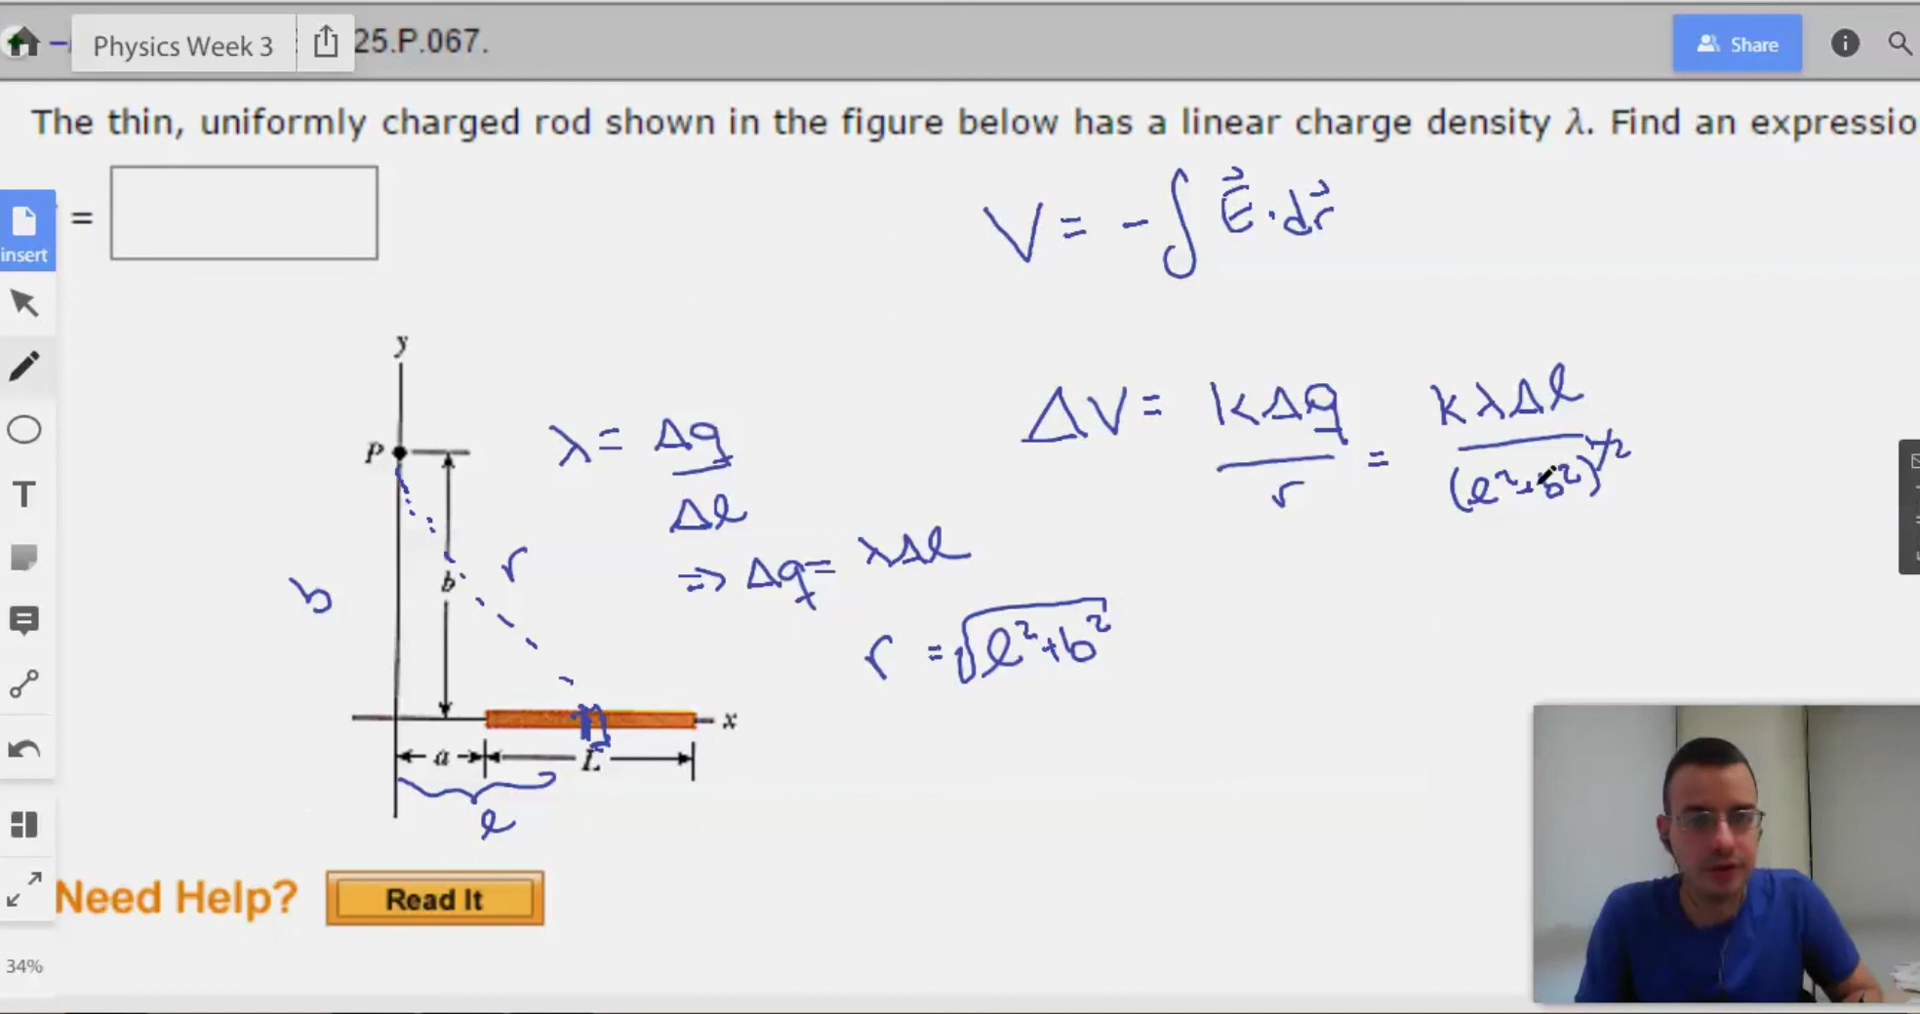 Physics Week 3
25.P.067.
Share
The thin, uniformly charged rod shown in the figure below has a linear charge density λ. Find an expressio
=
insert
V = - ∫ E⃗ · dr⃗
y
P
λ = Δq / Δl
ΔV = kΔq / r = kλΔl / (l² + b²)^1/2
⇒ Δq = λΔl
r
b
b
r = √(l² + b²)
x
a
L
l
T
Need Help?
Read It
34%